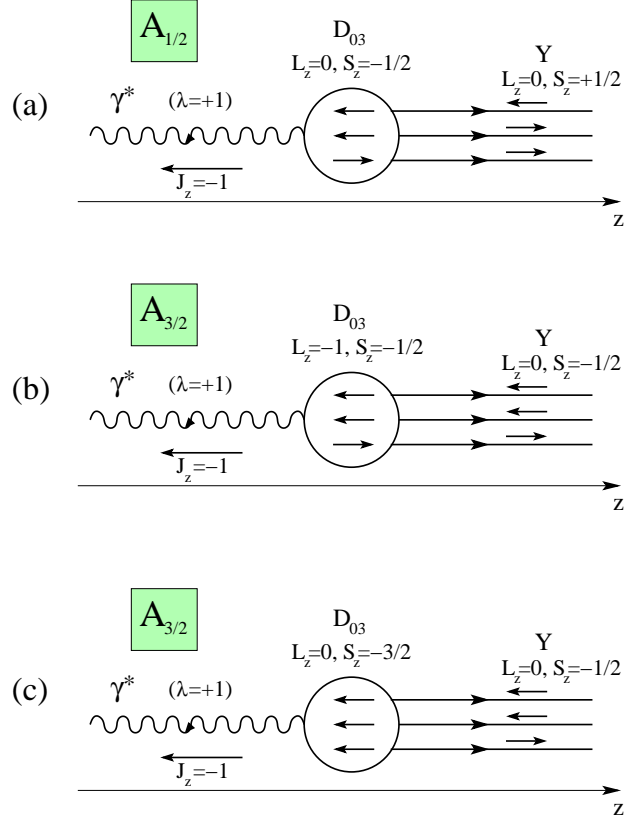 A1/2
D03
Lz=0, Sz=−1/2
Y
Lz=0, Sz=+1/2
(a)
γ* (λ=+1)
Jz=−1
z
A3/2
D03
Lz=−1, Sz=−1/2
Y
Lz=0, Sz=−1/2
(b)
γ* (λ=+1)
Jz=−1
z
A3/2
D03
Lz=0, Sz=−3/2
Y
Lz=0, Sz=−1/2
(c)
γ* (λ=+1)
Jz=−1
z